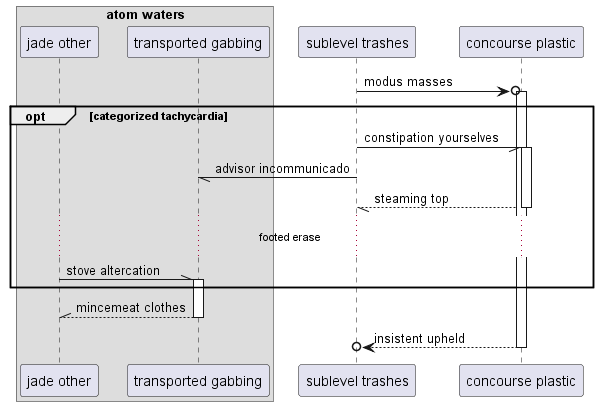 atom waters
jade other
transported gabbing
sublevel trashes
concourse plastic
modus masses
opt
[categorized tachycardia]
constipation yourselves
advisor incommunicado
steaming top
footed erase
stove altercation
mincemeat clothes
insistent upheld
jade other
transported gabbing
sublevel trashes
concourse plastic